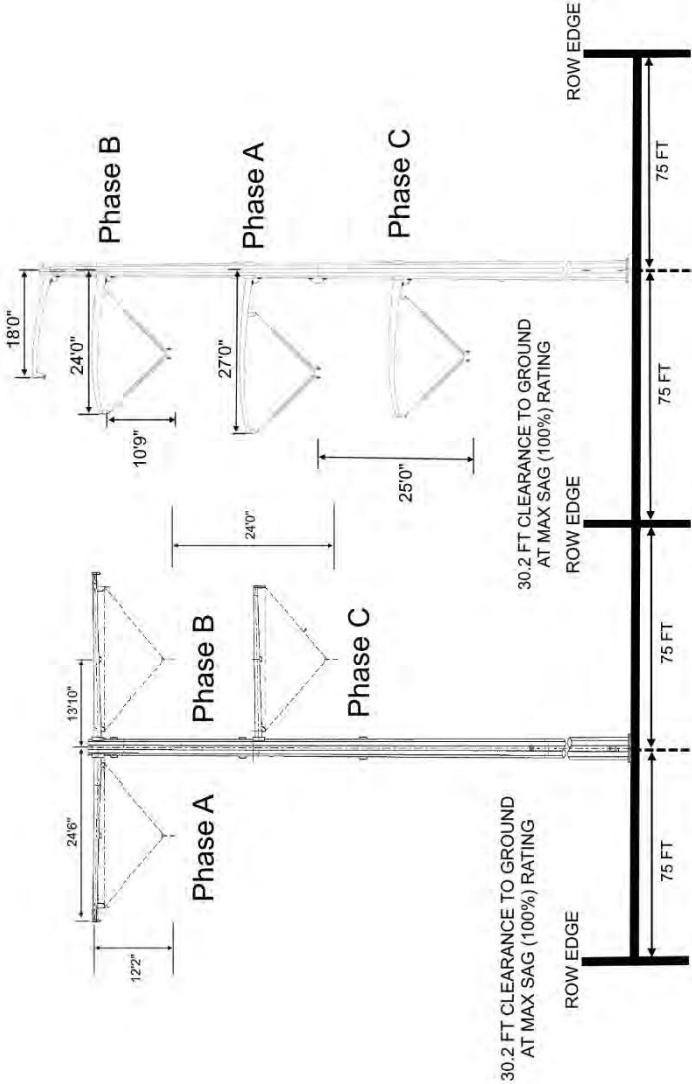 18'0"
24'0"
Phase B
10'9"
27'0"
Phase A
25'0"
Phase C
13'10"
24'6"
Phase B
24'0"
12'2"
Phase A
Phase C
30.2 FT CLEARANCE TO GROUND
AT MAX SAG (100%) RATING
ROW EDGE
30.2 FT CLEARANCE TO GROUND
AT MAX SAG (100%) RATING
ROW EDGE
ROW EDGE
75 FT
75 FT
75 FT
75 FT